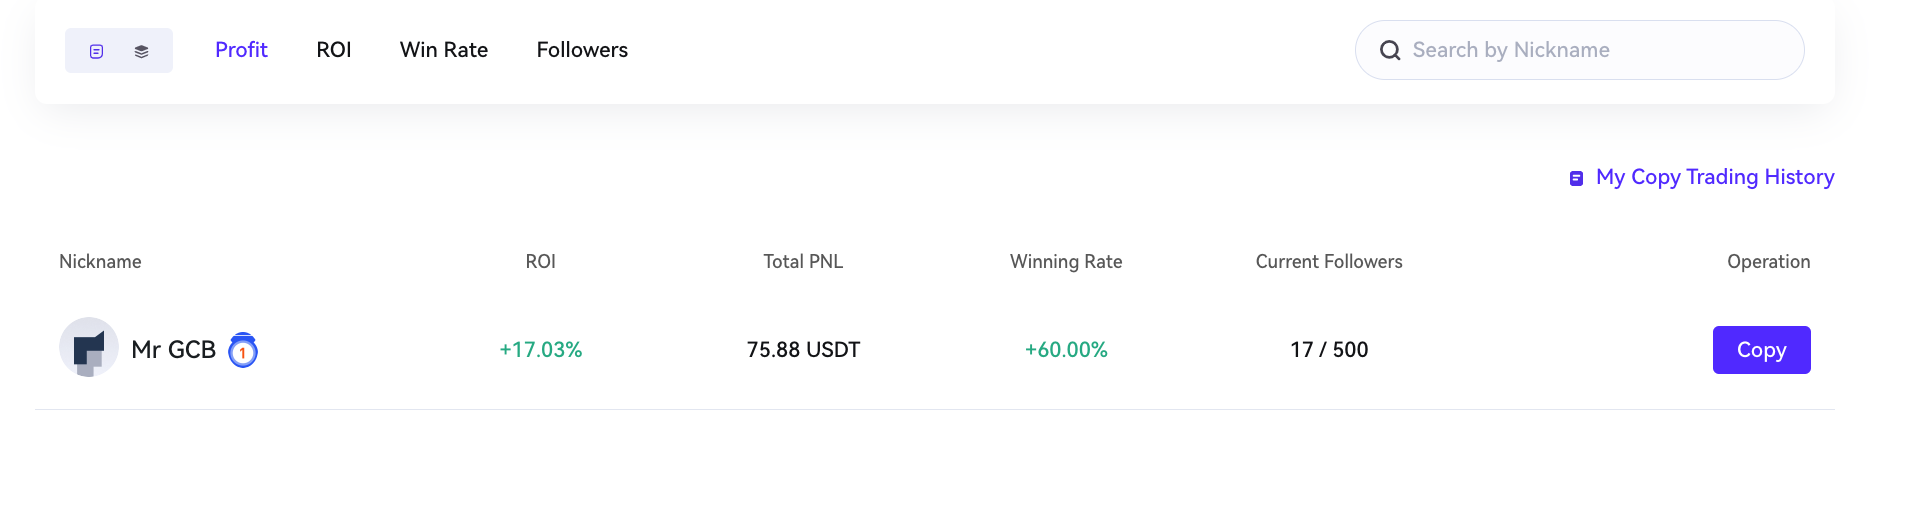 Profit ROI Win Rate Followers Search by Nickname
My Copy Trading History
Nickname ROI Total PNL Winning Rate Current Followers Operation
Mr GCB 1 +17.03% 75.88 USDT +60.00% 17 / 500 Copy